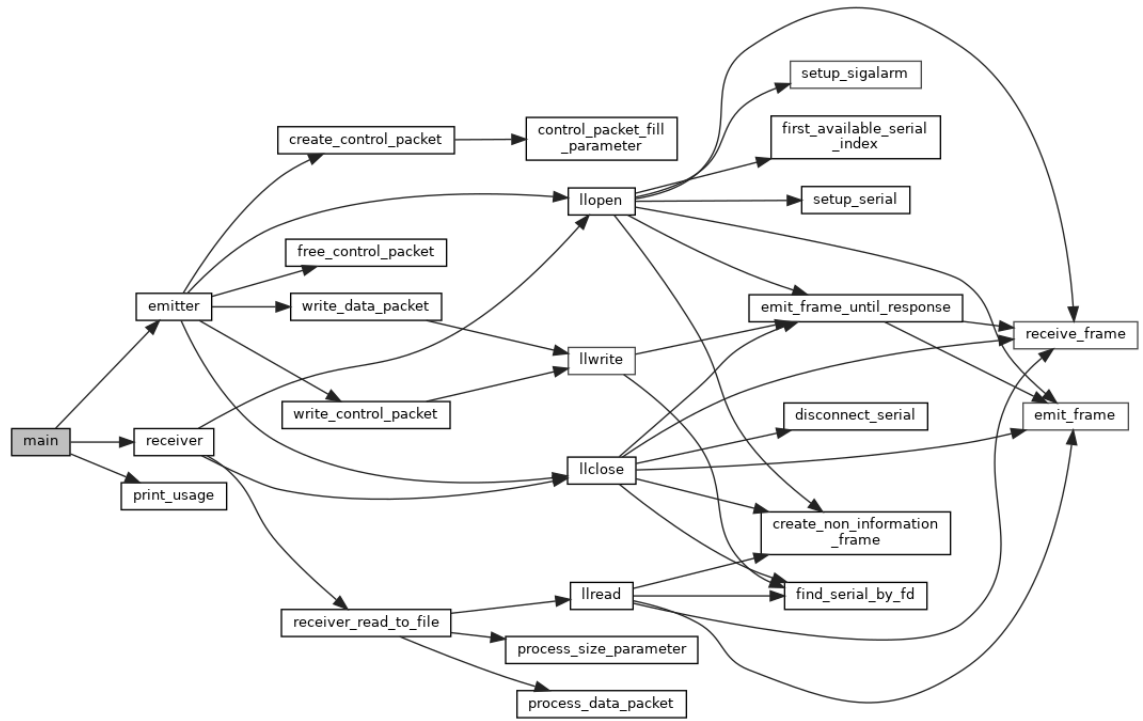 setup_sigalarm
first_available_serial
_index
create_control_packet
control_packet_fill
_parameter
llopen
setup_serial
free_control_packet
emitter
write_data_packet
emit_frame_until_response
receive_frame
llwrite
write_control_packet
disconnect_serial
emit_frame
main
receiver
llclose
print_usage
create_non_information
_frame
llread
find_serial_by_fd
receiver_read_to_file
process_size_parameter
process_data_packet